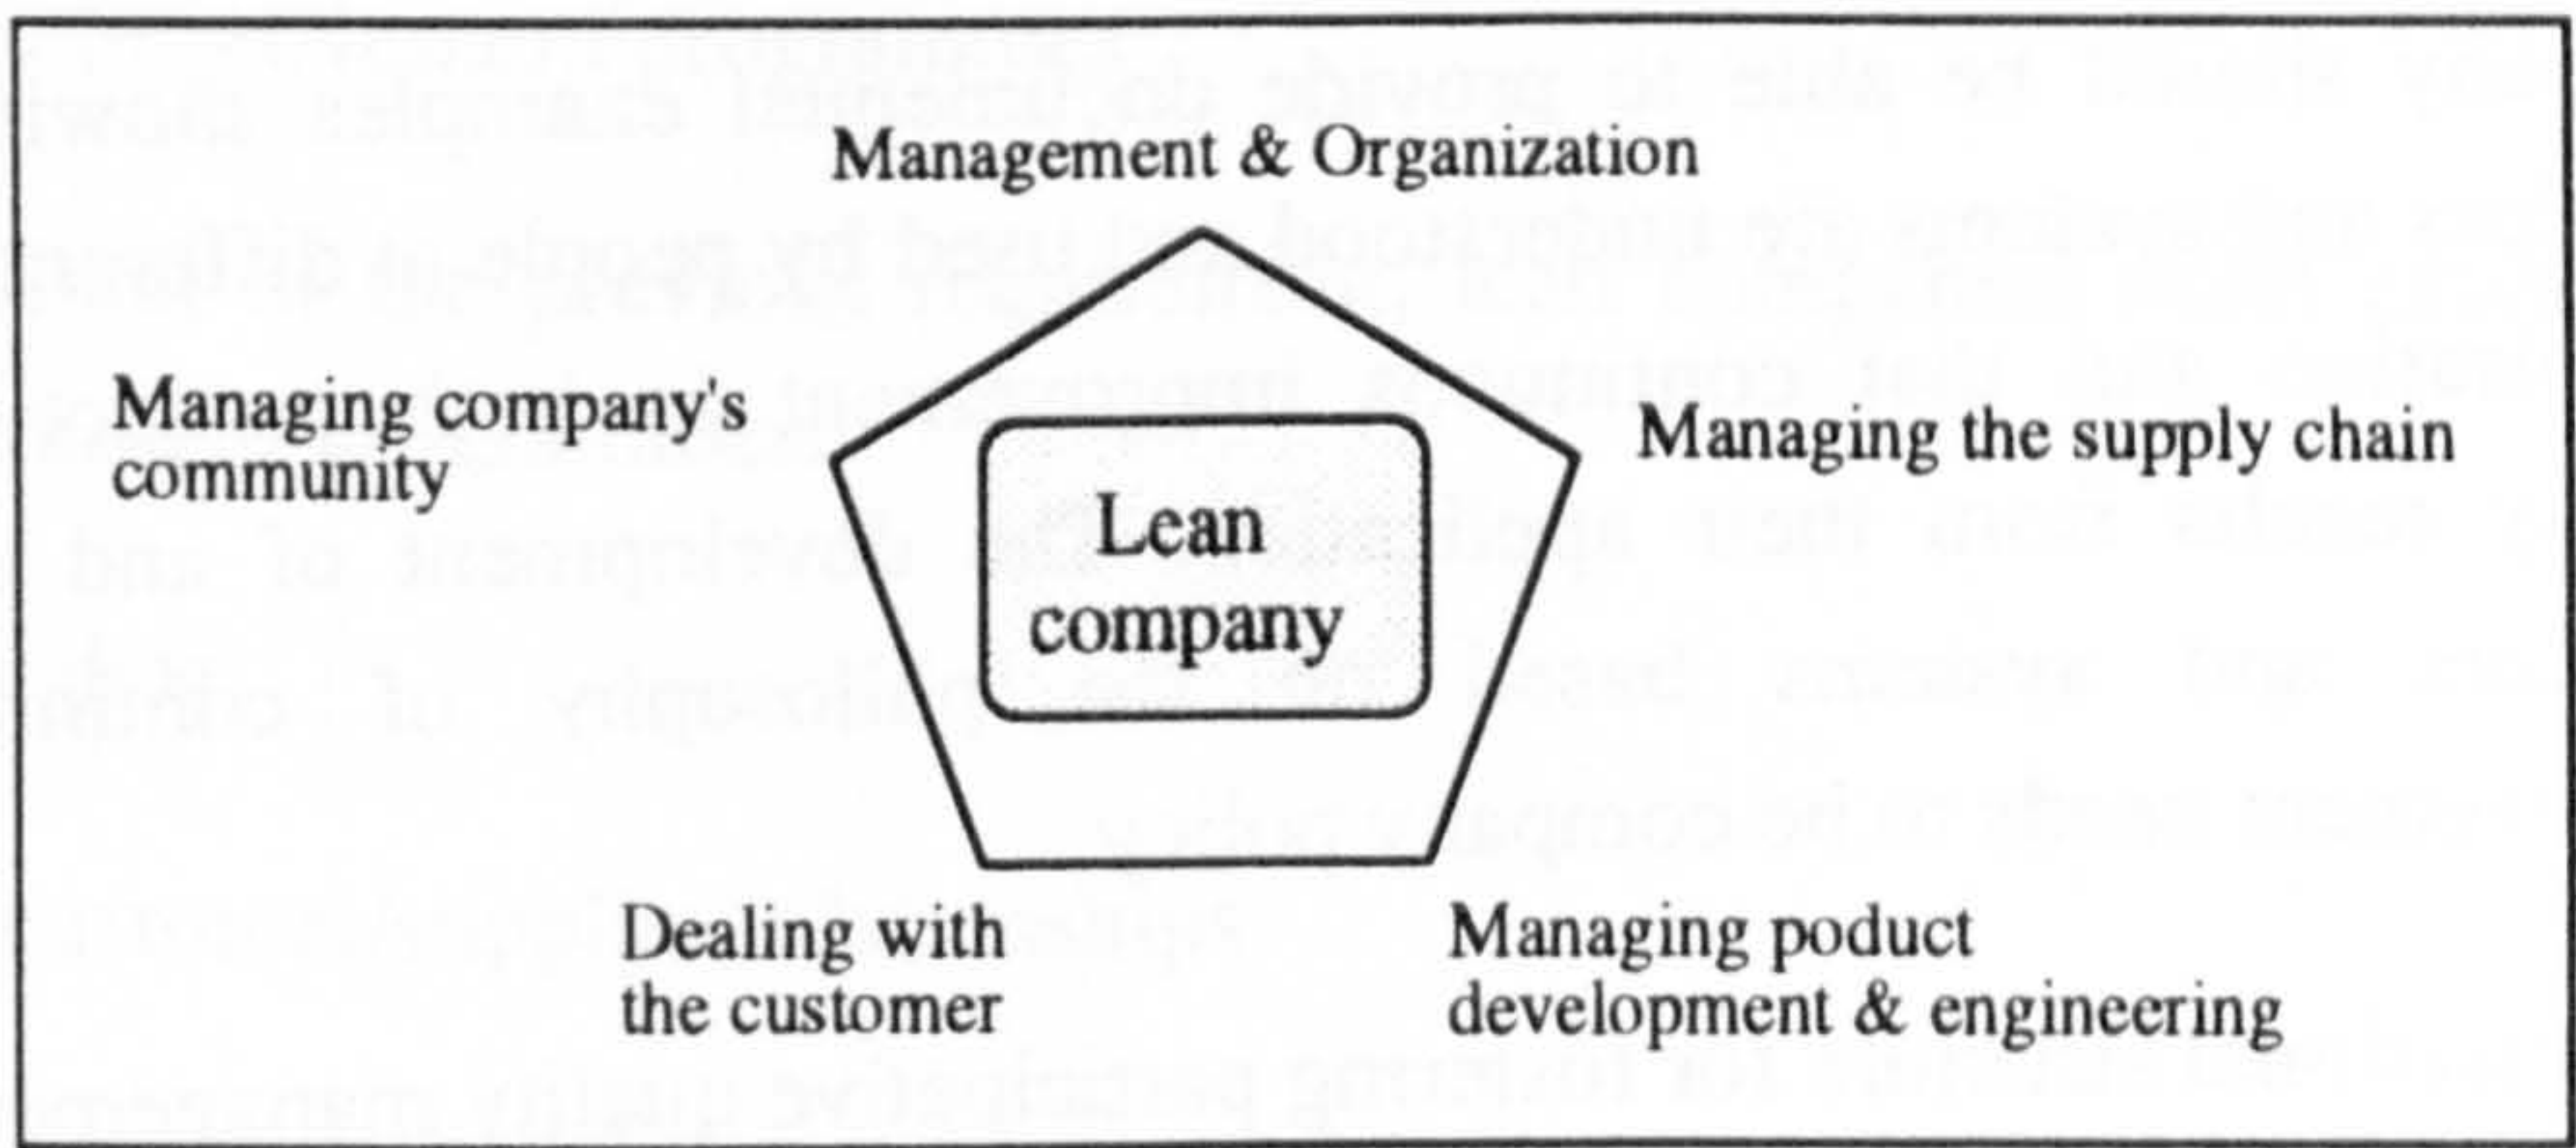 Management & Organization
Managing company's
community
Managing the supply chain
Lean
company
Dealing with
the customer
Managing poduct
development & engineering